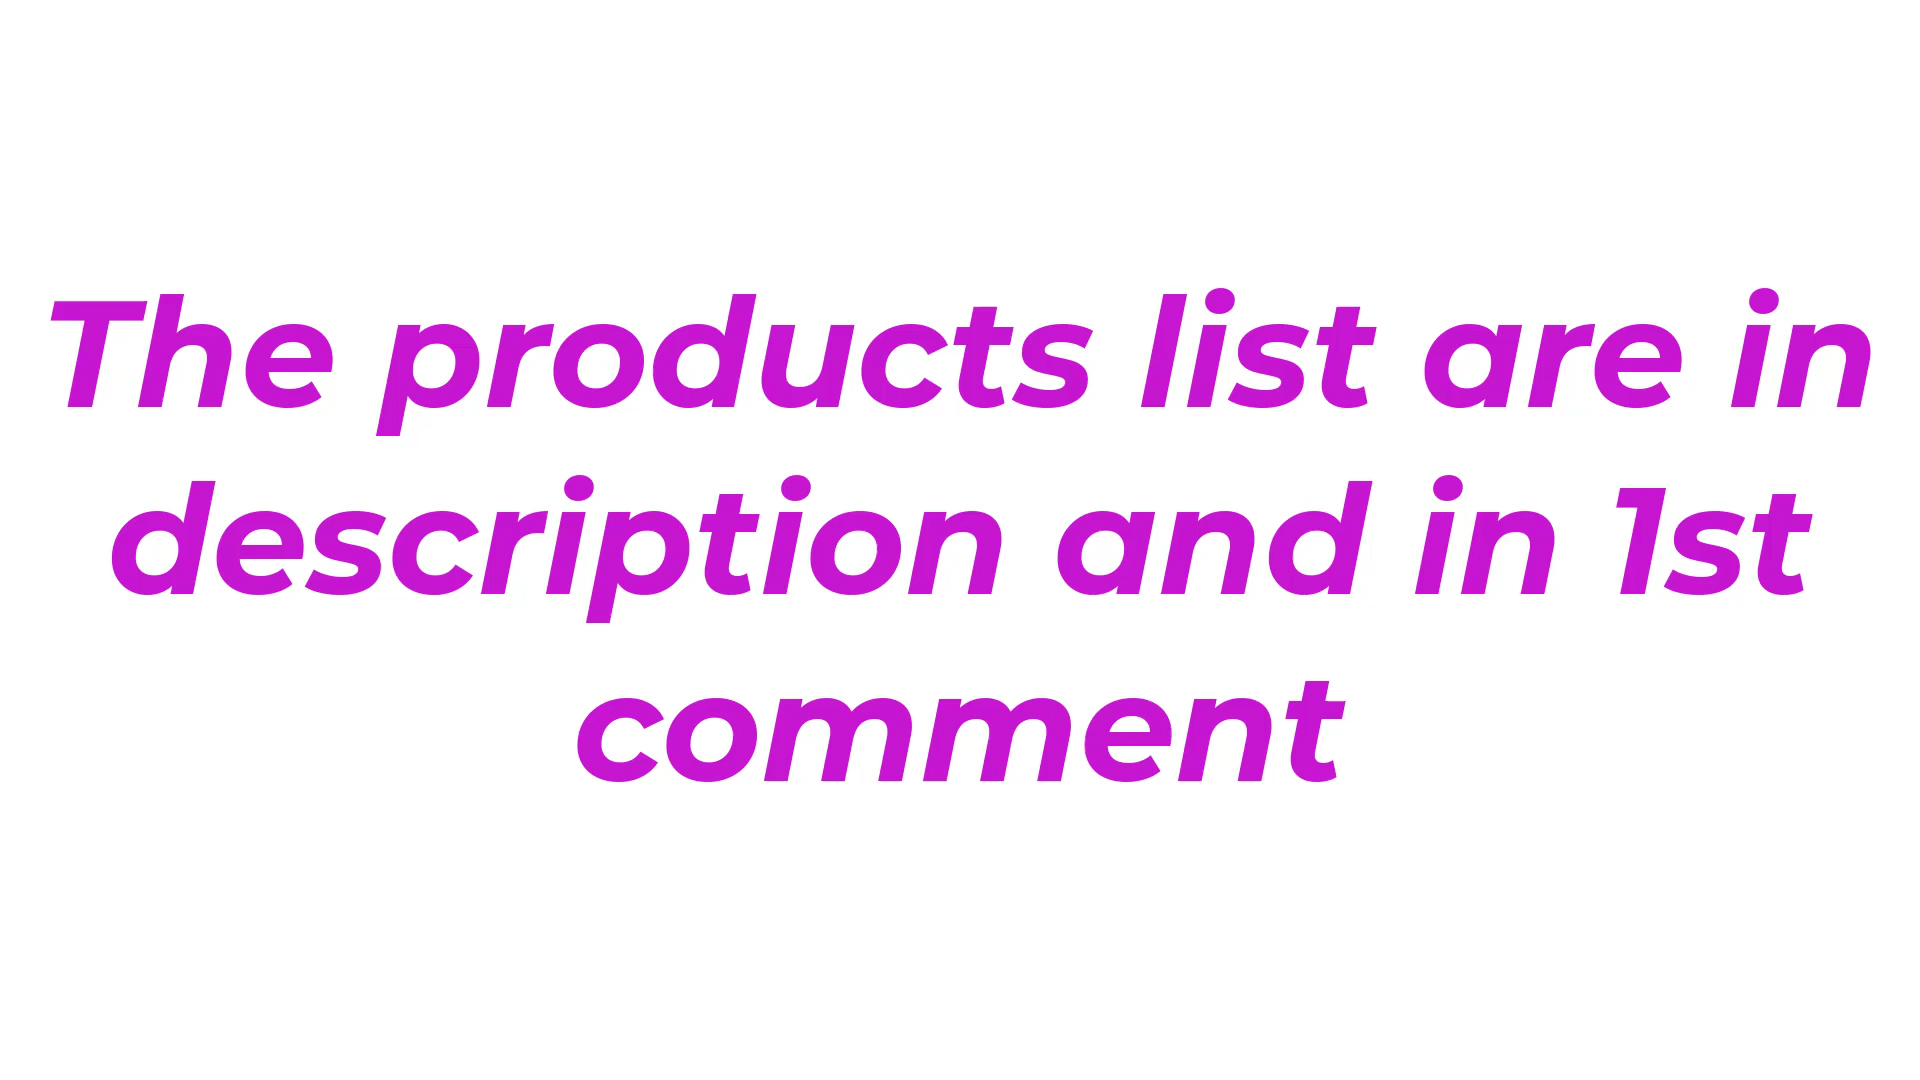 The products list are in
description and in 1st
comment